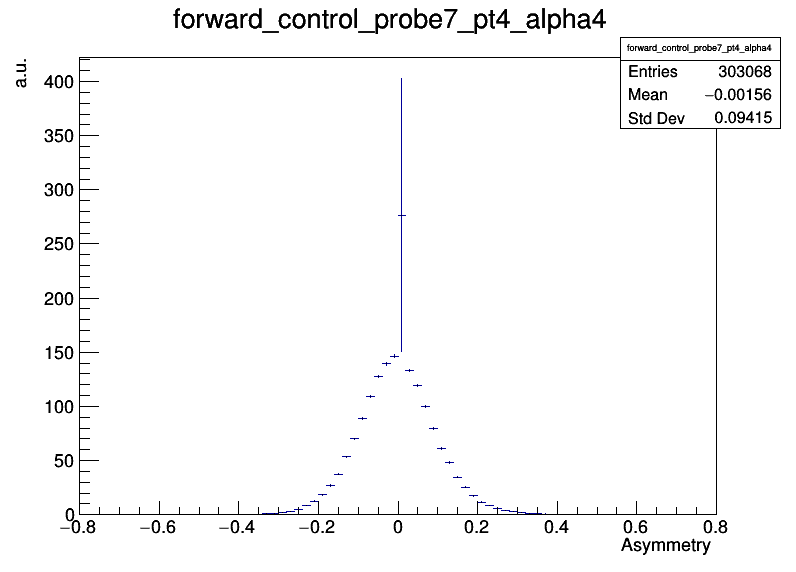 forward_control_probe7_pt4_alpha4
forward_control_probe7_pt4_alpha4
Entries 303068
Mean −0.00156
Std Dev 0.09415
a.u.
400
350
300
250
200
150
100
50
0
−0.8 −0.6 −0.4 −0.2 0 0.2 0.4 0.6 0.8
Asymmetry